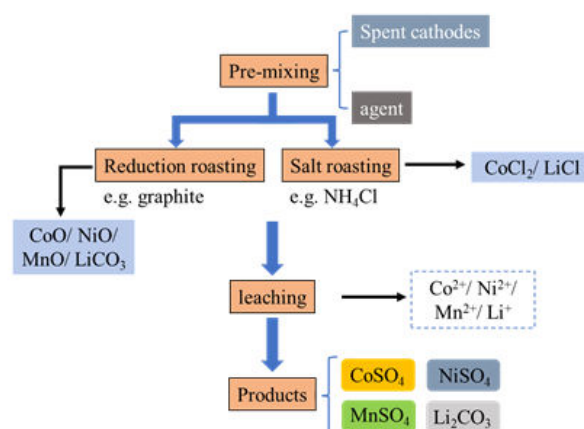 Spent cathodes
Pre-mixing
agent
Reduction roasting
Salt roasting
CoCl₂/ LiCl
e.g. graphite
e.g. NH₄Cl
CoO/ NiO/
MnO/ LiCO₃
leaching
Co²⁺/ Ni²⁺/
Mn²⁺/ Li⁺
Products
CoSO₄
NiSO₄
MnSO₄
Li₂CO₃